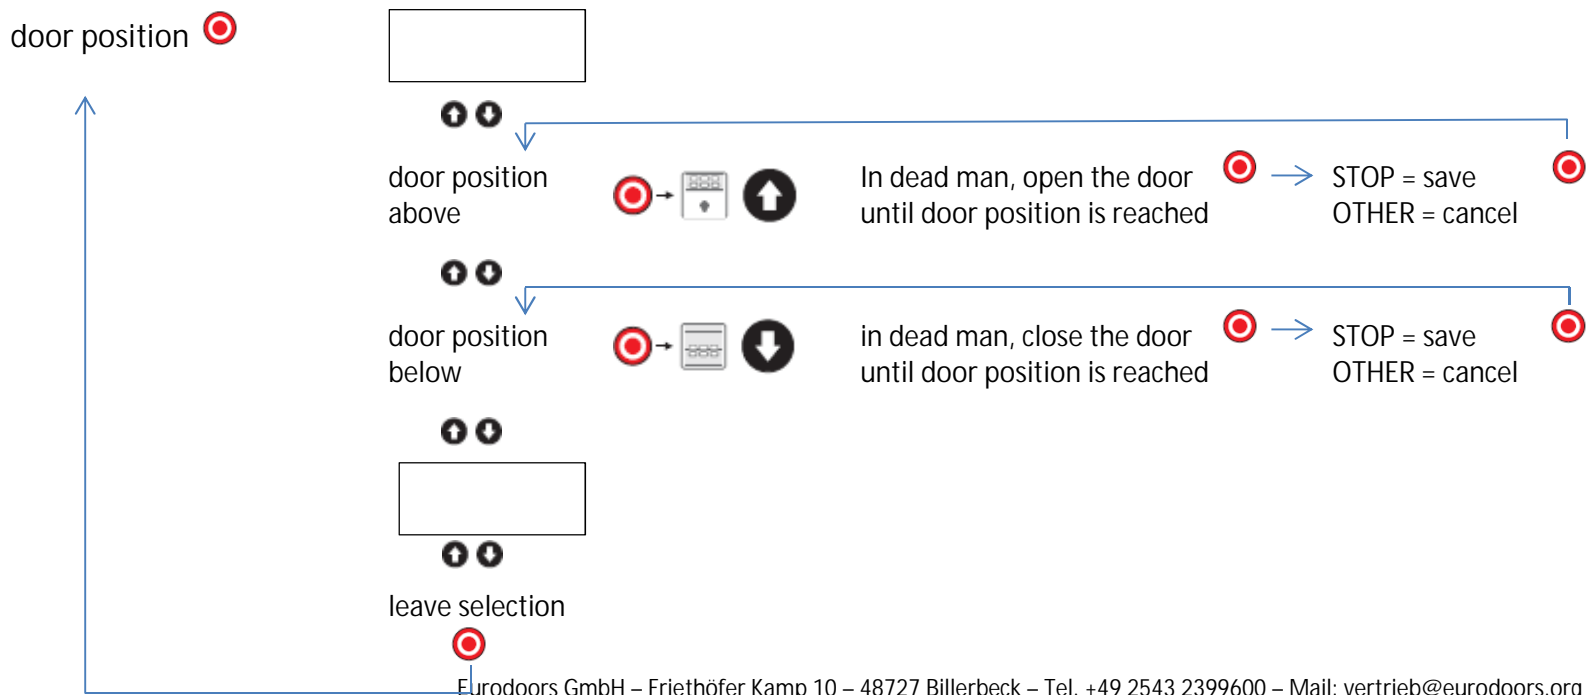 door position
door position
above
In dead man, open the door
until door position is reached
STOP = save
OTHER = cancel
door position
below
in dead man, close the door
until door position is reached
STOP = save
OTHER = cancel
leave selection
Eurodoors GmbH – Friethöfer Kamp 10 – 48727 Billerbeck – Tel. +49 2543 2399600 – Mail: vertrieb@eurodoors.org